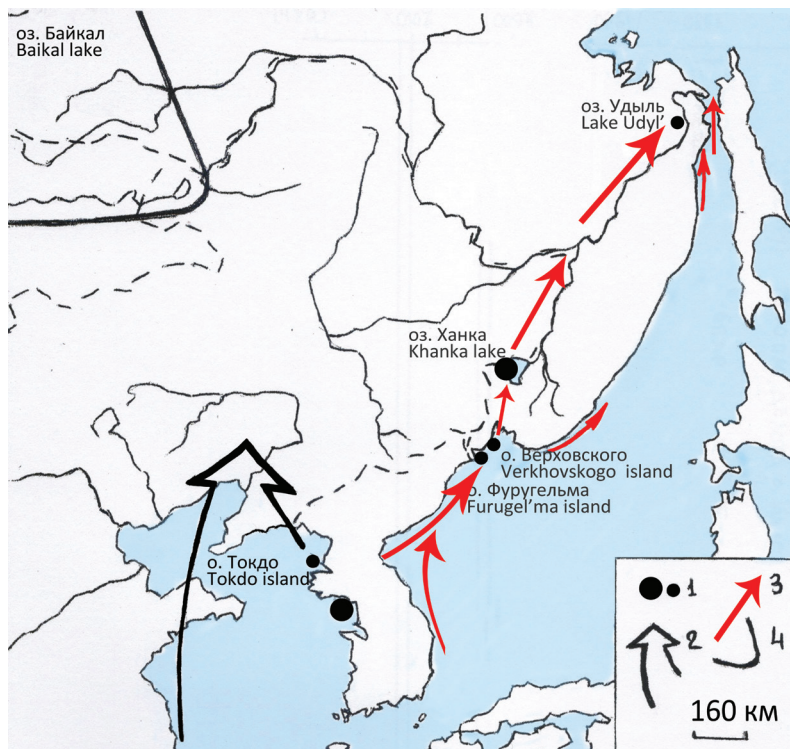 оз. Байкал
Baikal lake
оз. Удыль
Lake Udyl'
оз. Ханка
Khanka lake
о. Верховского
Verkhovskogo island
о. Фуругельма
Furugel'ma island
о. Токдо
Tokdo island
1
3
2
4
160 км